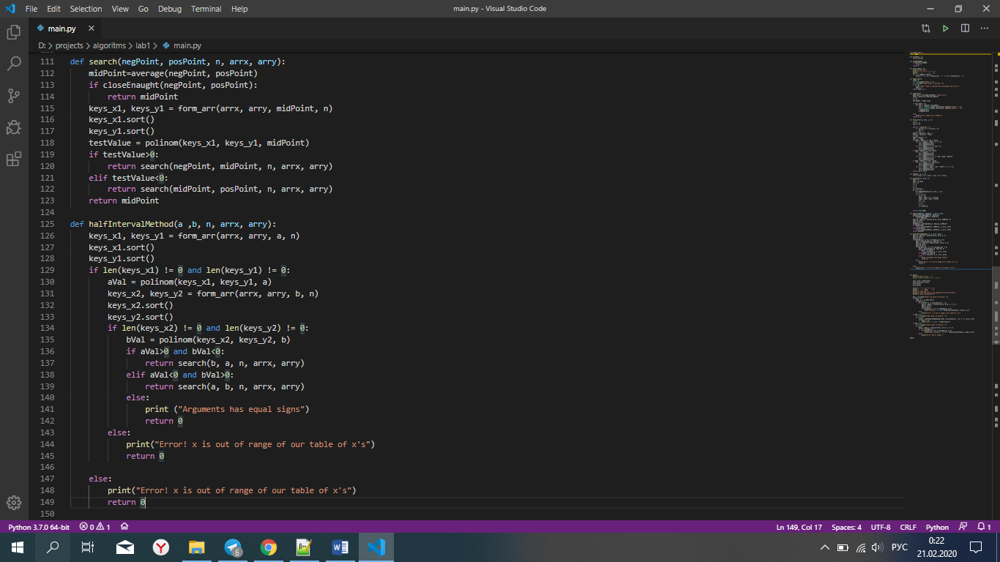 File Edit Selection View Go Debug Terminal Help main.py - Visual Studio Code
main.py
D: > projects > algoritms > lab1 > main.py
111 def search(negPoint, posPoint, n, arrx, arry):
112 midPoint=average(negPoint, posPoint)
113 if closeEnaught(negPoint, posPoint):
114 return midPoint
115 keys_x1, keys_y1 = form_arr(arrx, arry, midPoint, n)
116 keys_x1.sort()
117 keys_y1.sort()
118 testValue = polinom(keys_x1, keys_y1, midPoint)
119 if testValue>0:
120 return search(negPoint, midPoint, n, arrx, arry)
121 elif testValue<0:
122 return search(midPoint, posPoint, n, arrx, arry)
123 return midPoint
124
125 def halfIntervalMethod(a ,b, n, arrx, arry):
126 keys_x1, keys_y1 = form_arr(arrx, arry, a, n)
127 keys_x1.sort()
128 keys_y1.sort()
129 if len(keys_x1) != 0 and len(keys_y1) != 0:
130 aVal = polinom(keys_x1, keys_y1, a)
131 keys_x2, keys_y2 = form_arr(arrx, arry, b, n)
132 keys_x2.sort()
133 keys_y2.sort()
134 if len(keys_x2) != 0 and len(keys_y2) != 0:
135 bVal = polinom(keys_x2, keys_y2, b)
136 if aVal>0 and bVal<0:
137 return search(b, a, n, arrx, arry)
138 elif aVal<0 and bVal>0:
139 return search(a, b, n, arrx, arry)
140 else:
141 print ("Arguments has equal signs")
142 return 0
143 else:
144 print("Error! x is out of range of our table of x's")
145 return 0
146
147 else:
148 print("Error! x is out of range of our table of x's")
149 return 0
150
Python 3.7.0 64-bit 0 1 Ln 149, Col 17 Spaces: 4 UTF-8 CRLF Python 1
6 РУС 0:22
21.02.2020